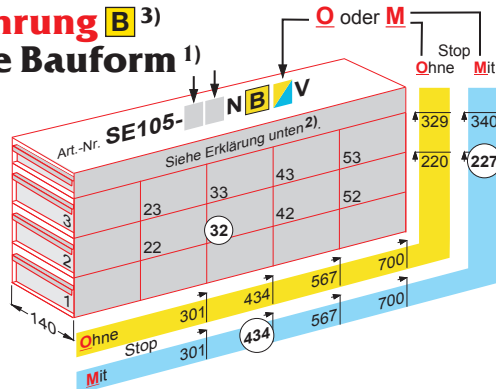 hrung B 3)
e Bauform 1)
O oder M
Stop
Ohne Mit
Art.-Nr. SE105- N B V
Siehe Erklärung unten 2).
329 340
220 227
53
43
33
23
3
52
42
32
22
2
1
140
301 434 567 700
Ohne
Stop
301 434 567 700
Mit